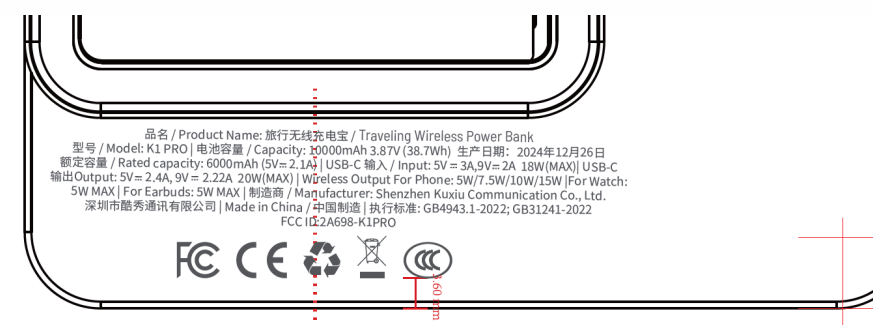 品名 / Product Name: 旅行无线充电宝 / Traveling Wireless Power Bank
型号 / Model: K1 PRO | 电池容量 / Capacity: 10000mAh 3.87V (38.7Wh) 生产日期: 2024年12月26日
额定容量 / Rated capacity: 6000mAh (5V⎓2.1A) | USB-C 输入 / Input: 5V⎓3A,9V⎓2A 18W(MAX)| USB-C
输出Output: 5V⎓2.4A, 9V⎓2.22A 20W(MAX) | Wireless Output For Phone: 5W/7.5W/10W/15W |For Watch:
5W MAX | For Earbuds: 5W MAX | 制造商 / Manufacturer: Shenzhen Kuxiu Communication Co., Ltd.
深圳市酷秀通讯有限公司 | Made in China / 中国制造 | 执行标准: GB4943.1-2022; GB31241-2022
FCC ID:2A698-K1PRO
FC CE CCC
.60 mm